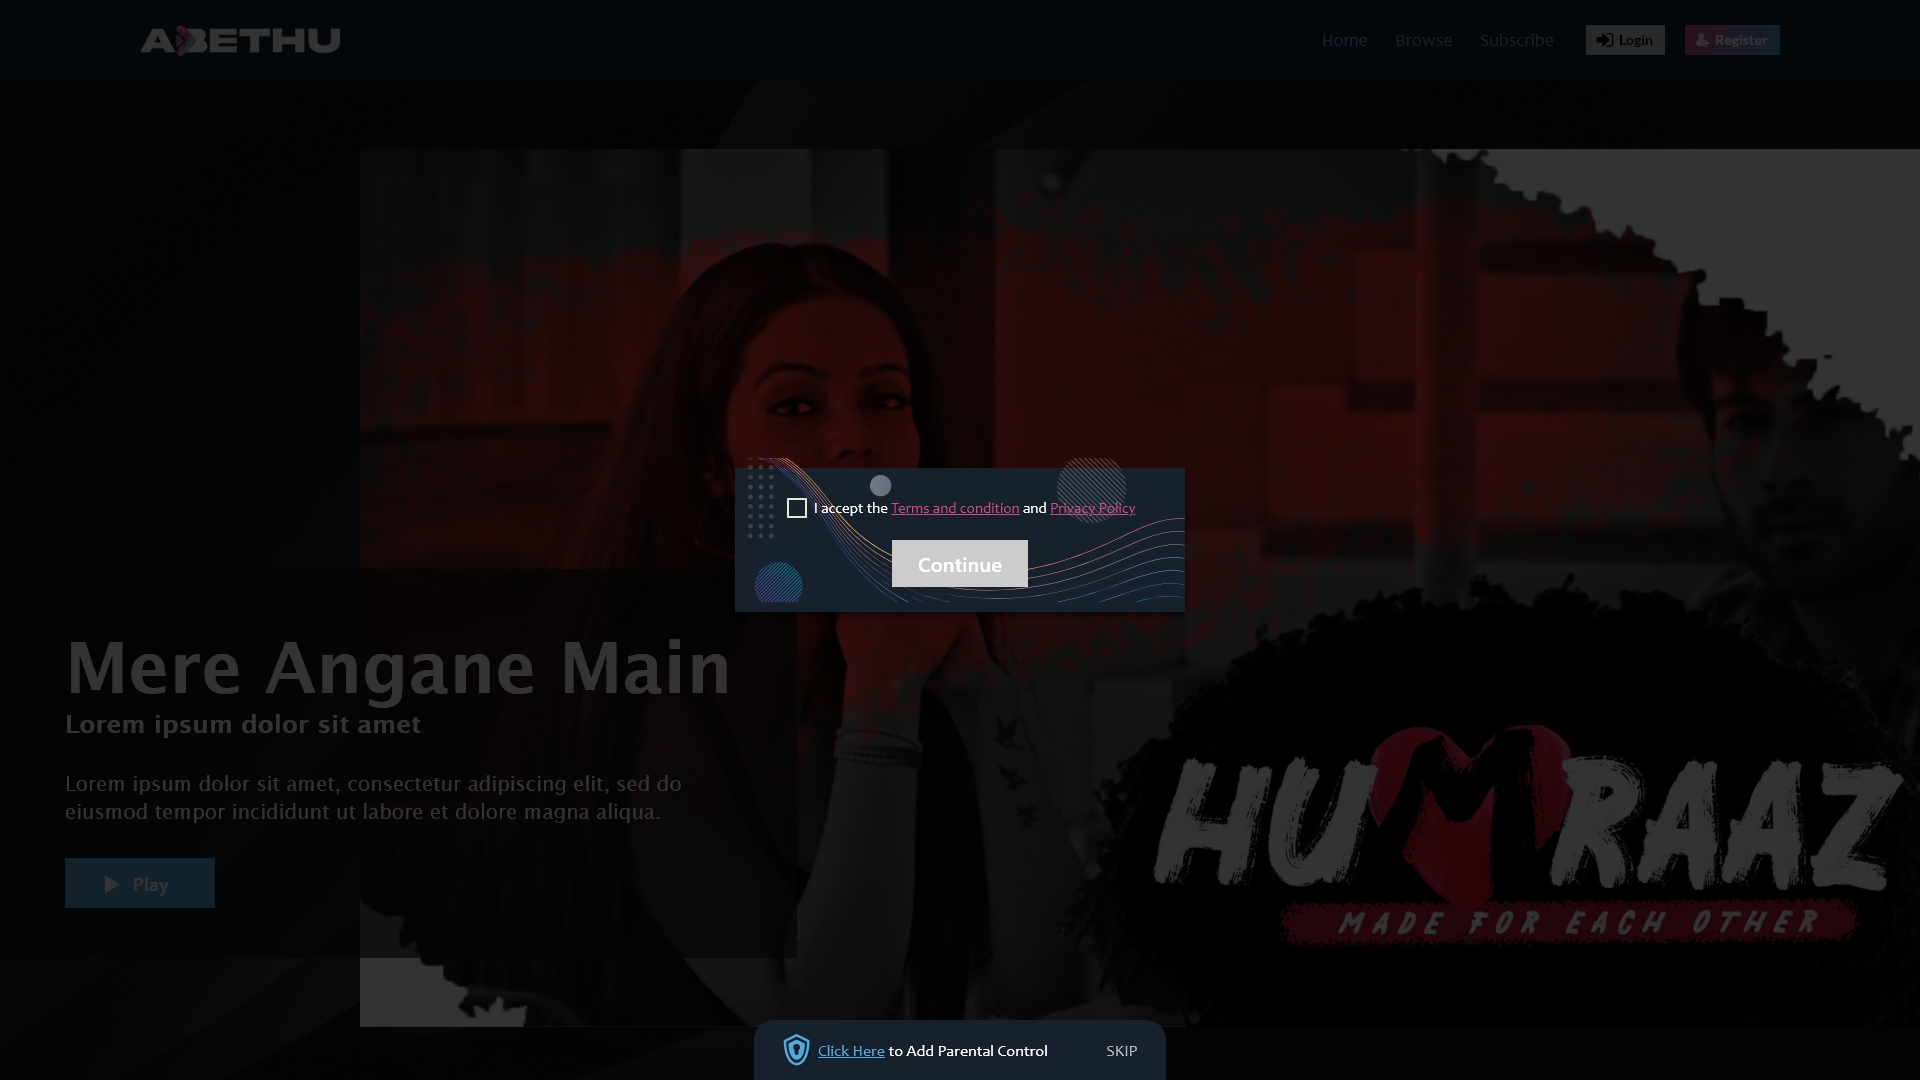 ABETHU
Home Browse Subscribe Login Register
I accept the Terms and condition and Privacy Policy
Continue
Mere Angane Main
Lorem ipsum dolor sit amet
Lorem ipsum dolor sit amet, consectetur adipiscing elit, sed do
eiusmod tempor incididunt ut labore et dolore magna aliqua.
Play
HUMRAAZ
MADE FOR EACH OTHER
Click Here to Add Parental Control SKIP